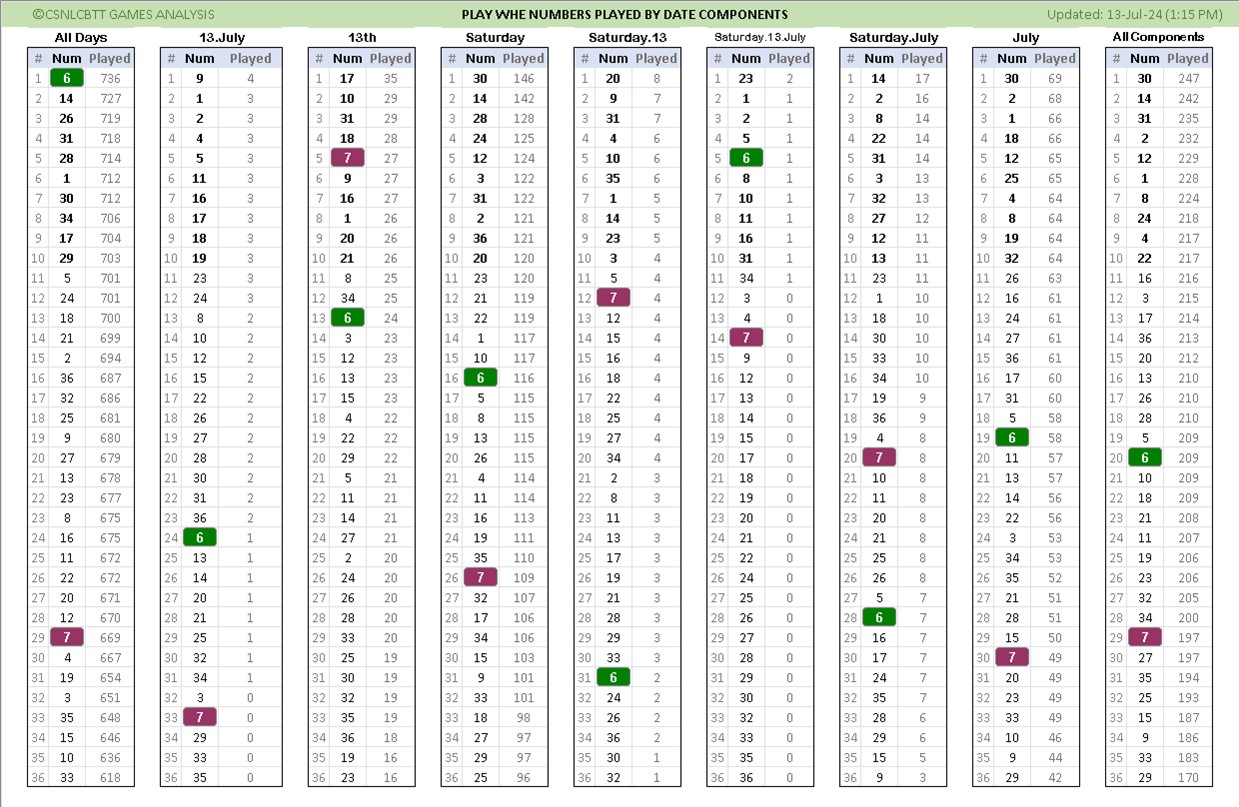 ©CSNLCBTT GAMES ANALYSIS PLAY WHE NUMBERS PLAYED BY DATE COMPONENTS Updated: 13-Jul-24 (1:15 PM)
All Days 13.July 13th Saturday Saturday.13 Saturday.13.July Saturday.July July All Components
# Num Played # Num Played # Num Played # Num Played # Num Played # Num Played # Num Played # Num Played # Num Played
1 6 736 1 9 4 1 17 35 1 30 146 1 20 8 1 23 2 1 14 17 1 30 69 1 30 247
2 14 727 2 1 3 2 10 29 2 14 142 2 9 7 2 1 1 2 2 16 2 2 68 2 14 242
3 26 719 3 2 3 3 31 29 3 28 128 3 31 7 3 2 1 3 8 14 3 1 66 3 31 235
4 31 718 4 4 3 4 18 28 4 24 125 4 4 6 4 5 1 4 22 14 4 18 66 4 2 232
5 28 714 5 5 3 5 7 27 5 12 124 5 10 6 5 6 1 5 31 14 5 12 65 5 12 229
6 1 712 6 11 3 6 9 27 6 3 122 6 35 6 6 8 1 6 3 13 6 25 65 6 1 228
7 30 712 7 16 3 7 16 27 7 31 122 7 1 5 7 10 1 7 32 13 7 4 64 7 8 224
8 34 706 8 17 3 8 1 26 8 2 121 8 14 5 8 11 1 8 27 12 8 8 64 8 24 218
9 17 704 9 18 3 9 20 26 9 36 121 9 23 5 9 16 1 9 12 11 9 19 64 9 4 217
10 29 703 10 19 3 10 21 26 10 20 120 10 3 4 10 31 1 10 13 11 10 32 64 10 22 217
11 5 701 11 23 3 11 8 25 11 23 120 11 5 4 11 34 1 11 23 11 11 26 63 11 16 216
12 24 701 12 24 3 12 34 25 12 21 119 12 7 4 12 3 0 12 1 10 12 16 61 12 3 215
13 18 700 13 8 2 13 6 24 13 22 119 13 12 4 13 4 0 13 18 10 13 24 61 13 17 214
14 21 699 14 10 2 14 3 23 14 1 117 14 15 4 14 7 0 14 30 10 14 27 61 14 36 213
15 2 694 15 12 2 15 12 23 15 10 117 15 16 4 15 9 0 15 33 10 15 36 61 15 20 212
16 36 687 16 15 2 16 13 23 16 6 116 16 18 4 16 12 0 16 34 10 16 17 60 16 13 210
17 32 686 17 22 2 17 15 23 17 5 115 17 22 4 17 13 0 17 19 9 17 31 60 17 26 210
18 25 681 18 26 2 18 4 22 18 8 115 18 25 4 18 14 0 18 36 9 18 5 58 18 28 210
19 9 680 19 27 2 19 22 22 19 13 115 19 27 4 19 15 0 19 4 8 19 6 58 19 5 209
20 27 679 20 28 2 20 29 22 20 26 115 20 34 4 20 17 0 20 7 8 20 11 57 20 6 209
21 13 678 21 30 2 21 5 21 21 4 114 21 2 3 21 18 0 21 10 8 21 13 57 21 10 209
22 23 677 22 31 2 22 11 21 22 11 114 22 8 3 22 19 0 22 11 8 22 14 56 22 18 209
23 8 675 23 36 2 23 14 21 23 16 113 23 11 3 23 20 0 23 20 8 23 22 56 23 21 208
24 16 675 24 6 1 24 27 21 24 19 111 24 13 3 24 21 0 24 21 8 24 3 53 24 11 207
25 11 672 25 13 1 25 2 20 25 35 110 25 17 3 25 22 0 25 25 8 25 34 53 25 19 206
26 22 672 26 14 1 26 24 20 26 7 109 26 19 3 26 24 0 26 26 8 26 35 52 26 23 206
27 20 671 27 20 1 27 26 20 27 32 107 27 21 3 27 25 0 27 5 7 27 21 51 27 32 205
28 12 670 28 21 1 28 28 20 28 17 106 28 28 3 28 26 0 28 6 7 28 28 51 28 34 200
29 7 669 29 25 1 29 33 20 29 34 106 29 29 3 29 27 0 29 16 7 29 15 50 29 7 197
30 4 667 30 32 1 30 25 19 30 15 103 30 33 3 30 28 0 30 17 7 30 7 49 30 27 197
31 19 654 31 34 1 31 30 19 31 9 101 31 6 2 31 29 0 31 24 7 31 20 49 31 35 194
32 3 651 32 3 0 32 32 19 32 33 101 32 24 2 32 30 0 32 35 7 32 23 49 32 25 193
33 35 648 33 7 0 33 35 19 33 18 98 33 26 2 33 32 0 33 28 6 33 33 49 33 15 187
34 15 646 34 29 0 34 36 18 34 27 97 34 36 2 34 33 0 34 29 6 34 10 46 34 9 186
35 10 636 35 33 0 35 19 16 35 29 97 35 30 1 35 35 0 35 15 5 35 9 44 35 33 183
36 33 618 36 35 0 36 23 16 36 25 96 36 32 1 36 36 0 36 9 3 36 29 42 36 29 170